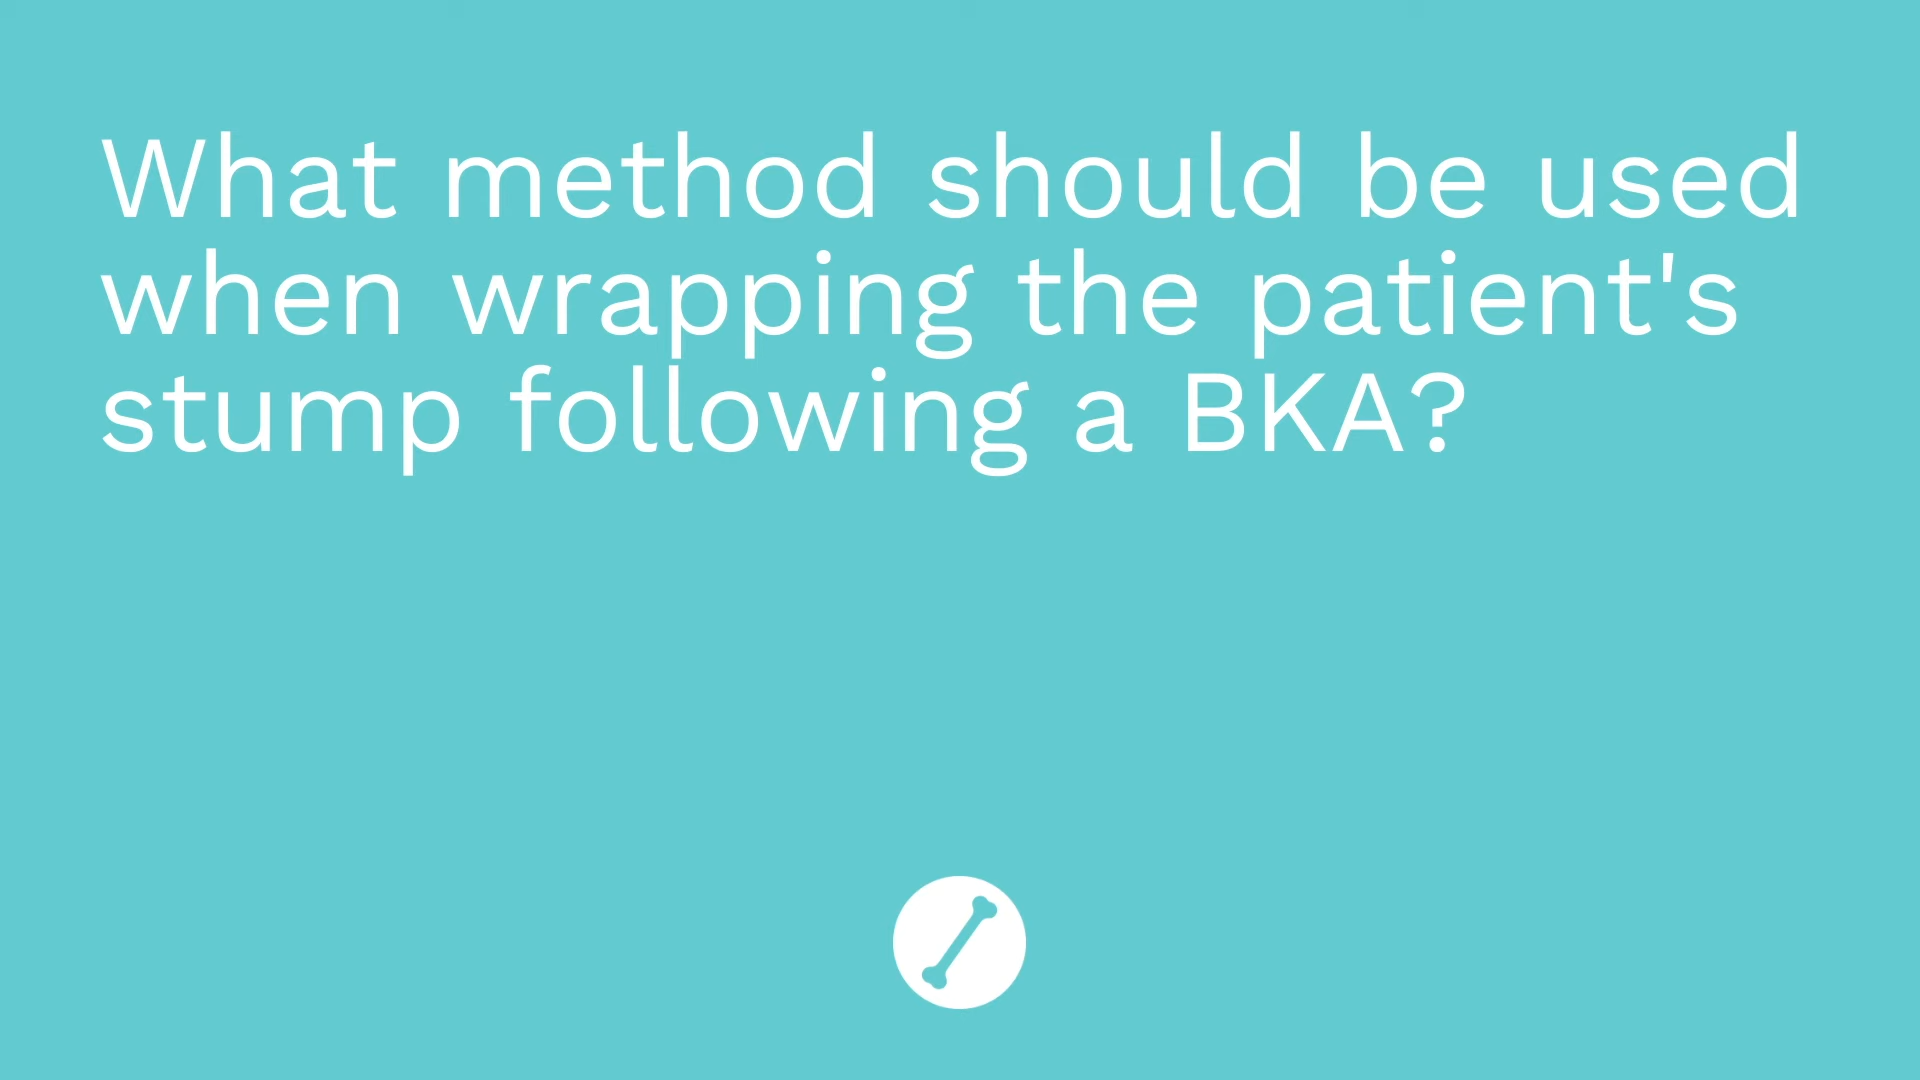 What method should be used
when wrapping the patient's
stump following a BKA?